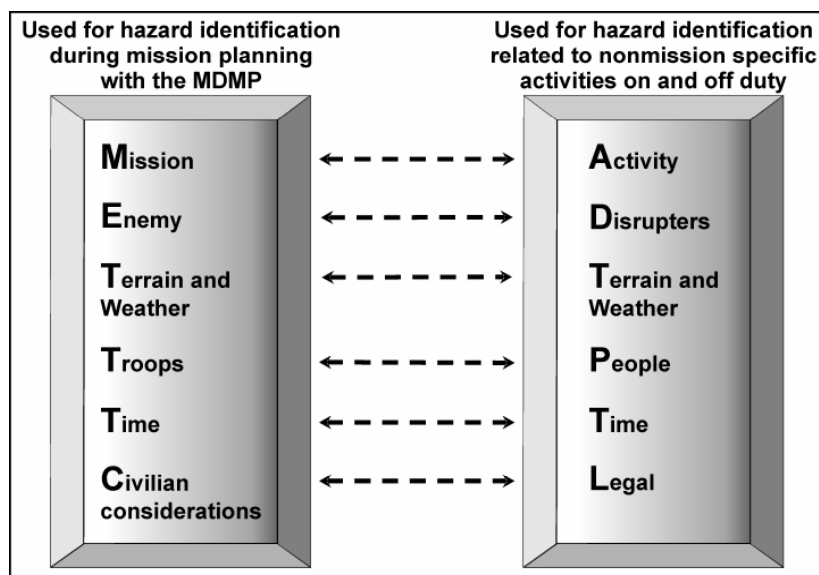 Used for hazard identification
during mission planning
with the MDMP
Mission
Enemy
Terrain and
Weather
Troops
Time
Civilian
considerations
Used for hazard identification
related to nonmission specific
activities on and off duty
Activity
Disrupters
Terrain and
Weather
People
Time
Legal